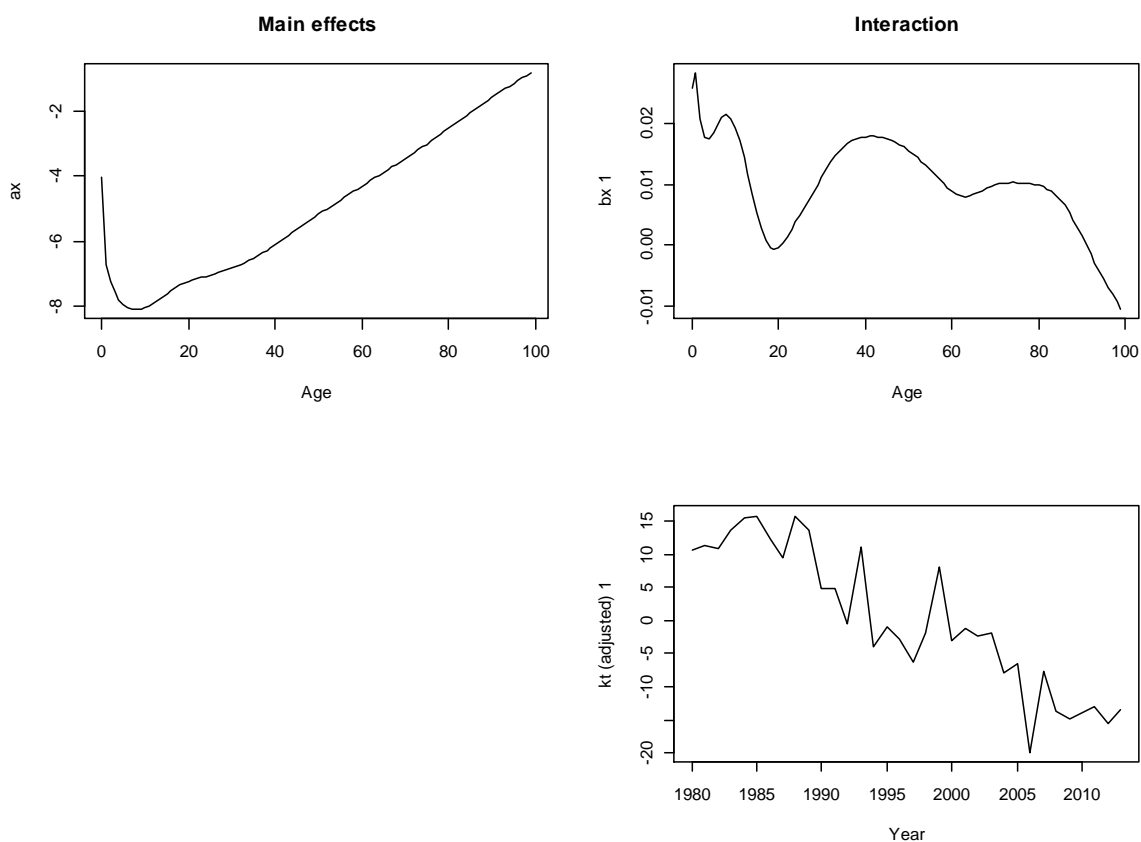 Main effects
ax
-2
-4
-6
-8
0 20 40 60 80 100
Age
Interaction
bx 1
0.02
0.01
0.00
-0.01
0 20 40 60 80 100
Age
kt (adjusted) 1
15
10
5
0
-5
-10
-20
1980 1985 1990 1995 2000 2005 2010
Year